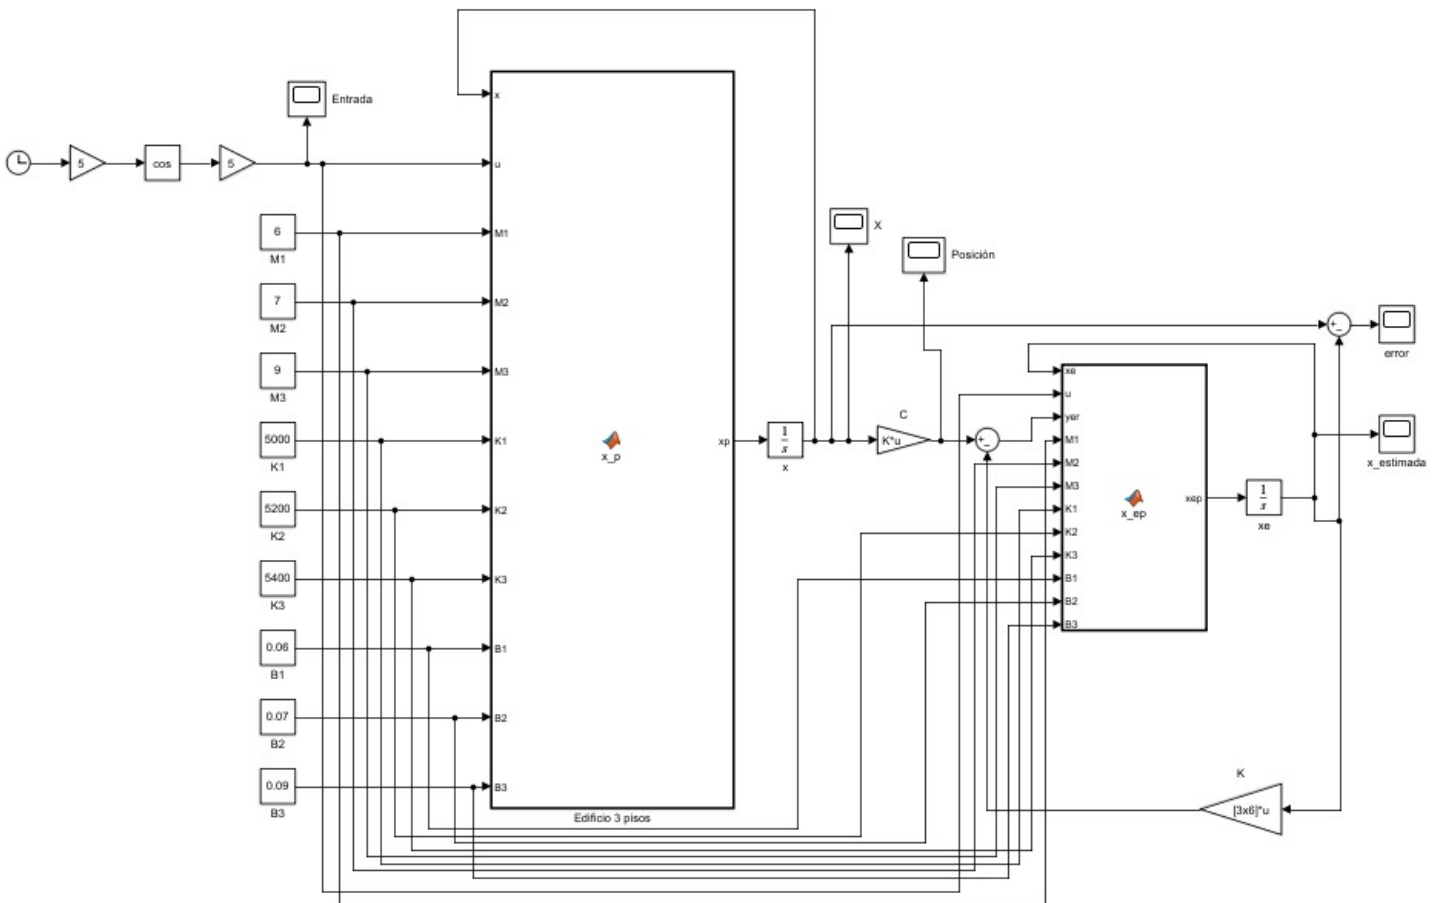 Entrada
5
cos
5
x
u
M1
M2
M3
K1
K2
K3
B1
B2
B3
6
M1
7
M2
9
M3
5000
K1
5200
K2
5400
K3
0.06
B1
0.07
B2
0.09
B3
x_p
xp
Edificio 3 pisos
1
s
x
X
Posición
C
K*u
+
-
xe
u
yer
M1
M2
M3
K1
K2
K3
B1
B2
B3
x_ep
xep
1
s
xe
+
-
error
x_estimada
K
[3x6]*u